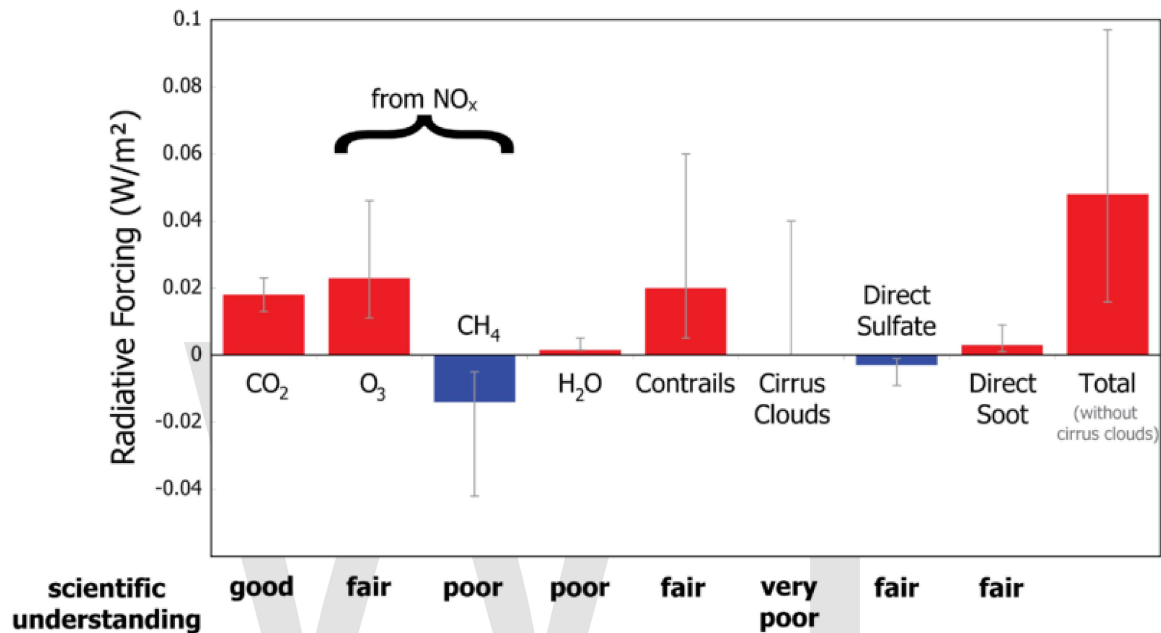 Radiative Forcing (W/m²)
0.1
0.08
0.06
0.04
0.02
0
-0.02
-0.04
from NOₓ
CO₂
O₃
CH₄
H₂O
Contrails
Cirrus
Clouds
Direct
Sulfate
Direct
Soot
Total
(without
cirrus clouds)
scientific
understanding
good
fair
poor
poor
fair
very
poor
fair
fair